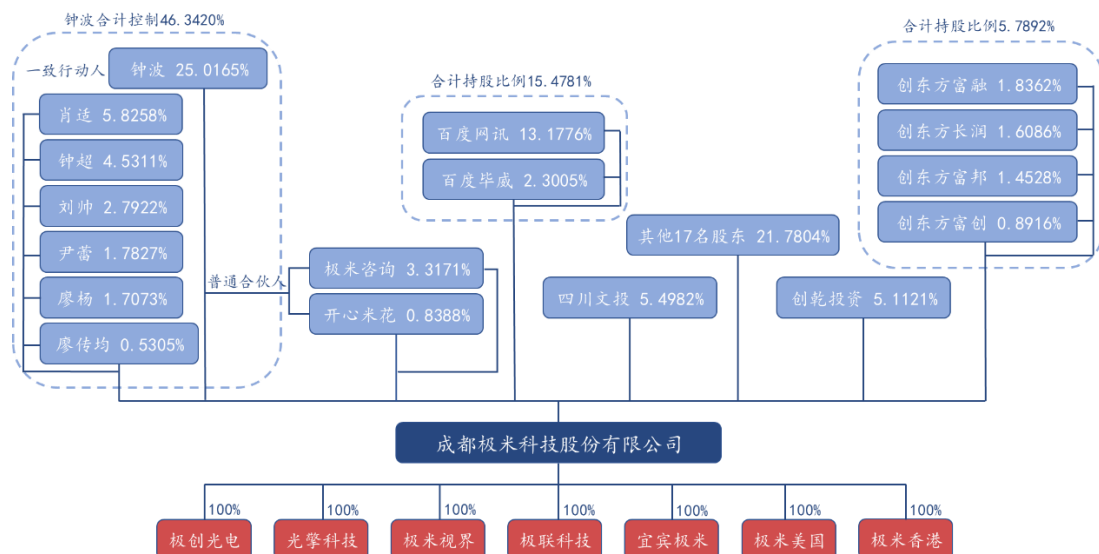 钟波合计控制46.3420%
一致行动人
钟波 25.0165%
肖适 5.8258%
钟超 4.5311%
刘帅 2.7922%
尹蕾 1.7827%
廖杨 1.7073%
廖传均 0.5305%
普通合伙人
极米咨询 3.3171%
开心米花 0.8388%
合计持股比例15.4781%
百度网讯 13.1776%
百度毕威 2.3005%
其他17名股东 21.7804%
四川文投 5.4982%
创乾投资 5.1121%
合计持股比例5.7892%
创东方富融 1.8362%
创东方长润 1.6086%
创东方富邦 1.4528%
创东方富创 0.8916%
成都极米科技股份有限公司
100%
100%
100%
100%
100%
100%
100%
极创光电
光擎科技
极米视界
极联科技
宜宾极米
极米美国
极米香港